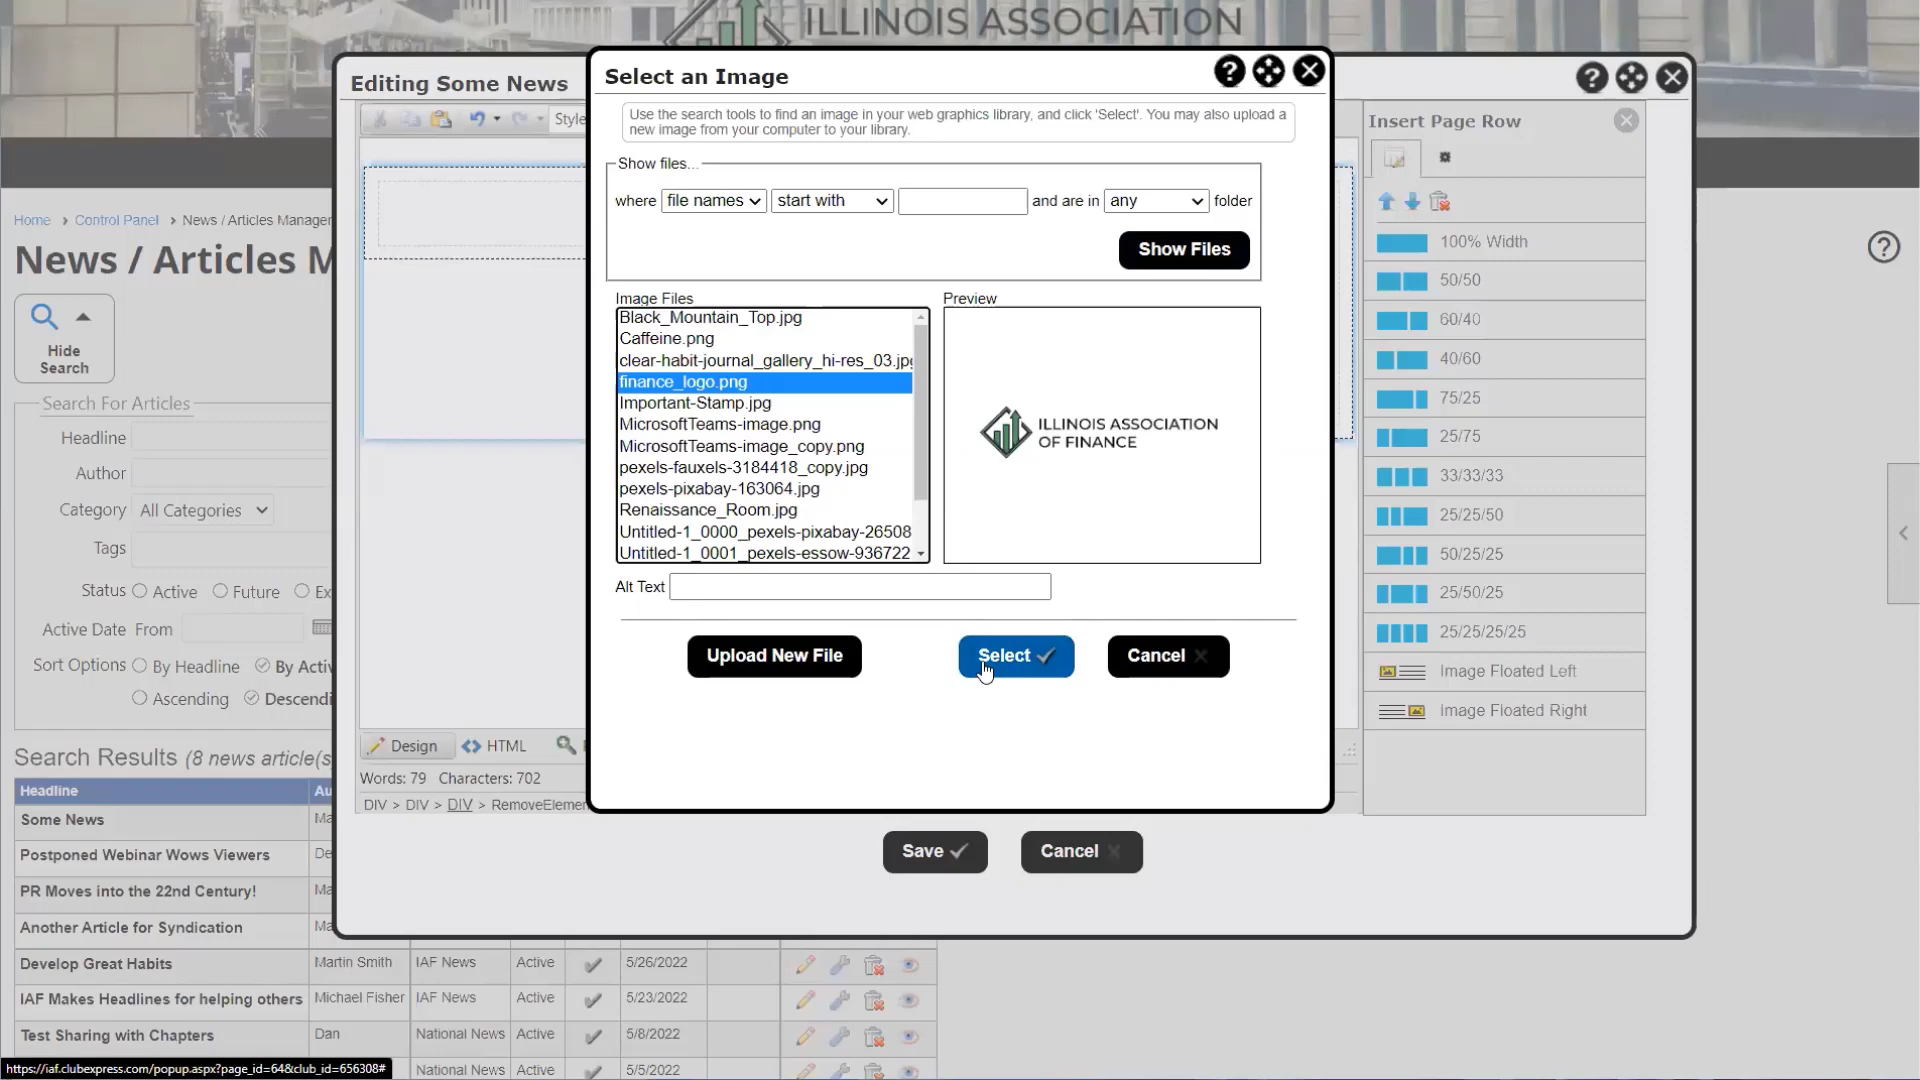 ILLINOIS ASSOCIATION
Editing Some News
Select an Image
Use the search tools to find an image in your web graphics library, and click 'Select'. You may also upload a
new image from your computer to your library.
Style
Show files...
where file names start with and are in any folder
Show Files
Image Files
Black_Mountain_Top.jpg
Caffeine.png
clear-habit-journal_gallery_hi-res_03.jpg
finance_logo.png
Important-Stamp.jpg
MicrosoftTeams-image.png
MicrosoftTeams-image_copy.png
pexels-fauxels-3184418_copy.jpg
pexels-pixabay-163064.jpg
Renaissance_Room.jpg
Untitled-1_0000_pexels-pixabay-26508
Untitled-1_0001_pexels-essow-936722
Preview
ILLINOIS ASSOCIATION
OF FINANCE
Alt Text
Upload New File
Select
Cancel
Insert Page Row
100% Width
50/50
60/40
40/60
75/25
25/75
33/33/33
25/25/50
50/25/25
25/50/25
25/25/25/25
Image Floated Left
Image Floated Right
Design
HTML
Words: 79 Characters: 702
DIV > DIV > DIV > RemoveElemen
Save
Cancel
Home > Control Panel > News / Articles Manager
News / Articles M
Hide
Search
Search For Articles
Headline
Author
Category All Categories
Tags
Status Active Future Ex
Active Date From
Sort Options By Headline By Activ
Ascending Descendi
Search Results (8 news article(s
Headline Au
Some News Ma
Postponed Webinar Wows Viewers De
PR Moves into the 22nd Century! Ma
Another Article for Syndication Ma
Develop Great Habits Martin Smith IAF News Active 5/26/2022
IAF Makes Headlines for helping others Michael Fisher IAF News Active 5/23/2022
Test Sharing with Chapters Dan National News Active 5/8/2022
National News Active 5/5/2022
https://iaf.clubexpress.com/popup.aspx?page_id=64&club_id=656308#